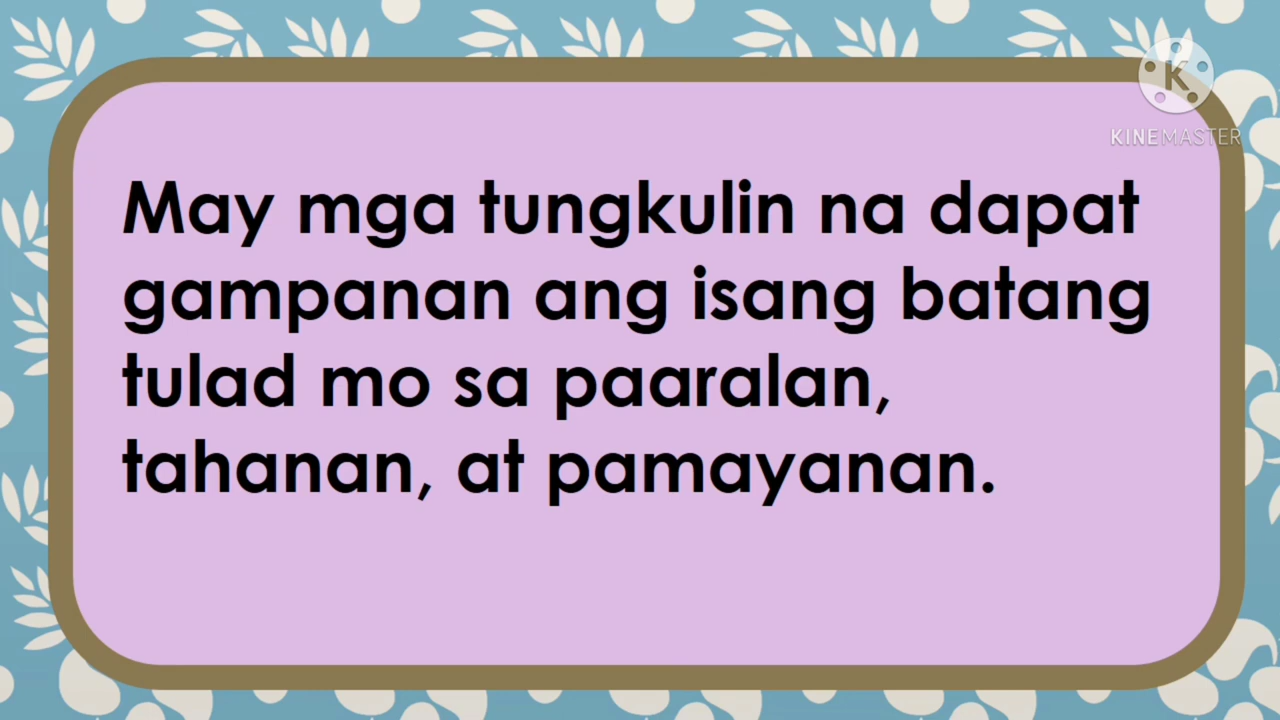 KINEMASTER
May mga tungkulin na dapat
gampanan ang isang batang
tulad mo sa paaralan,
tahanan, at pamayanan.